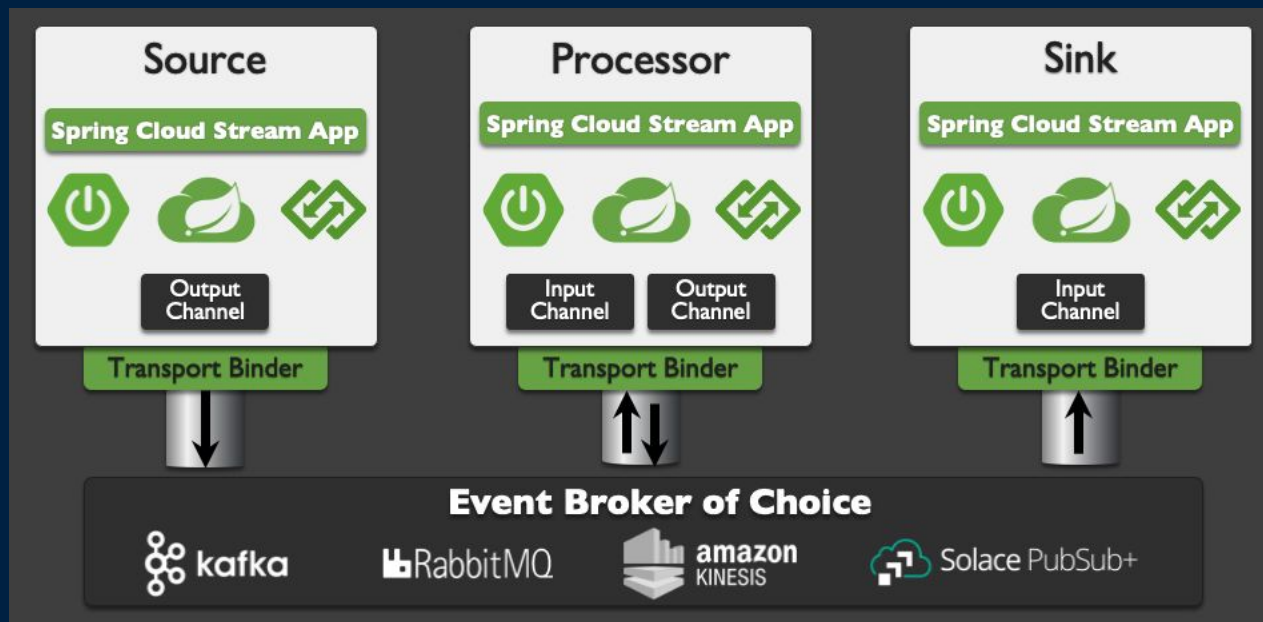 Source
Spring Cloud Stream App
Output
Channel
Transport Binder
Processor
Spring Cloud Stream App
Input
Channel
Output
Channel
Transport Binder
Sink
Spring Cloud Stream App
Input
Channel
Transport Binder
Event Broker of Choice
kafka
RabbitMQ
amazon
KINESIS
Solace PubSub+